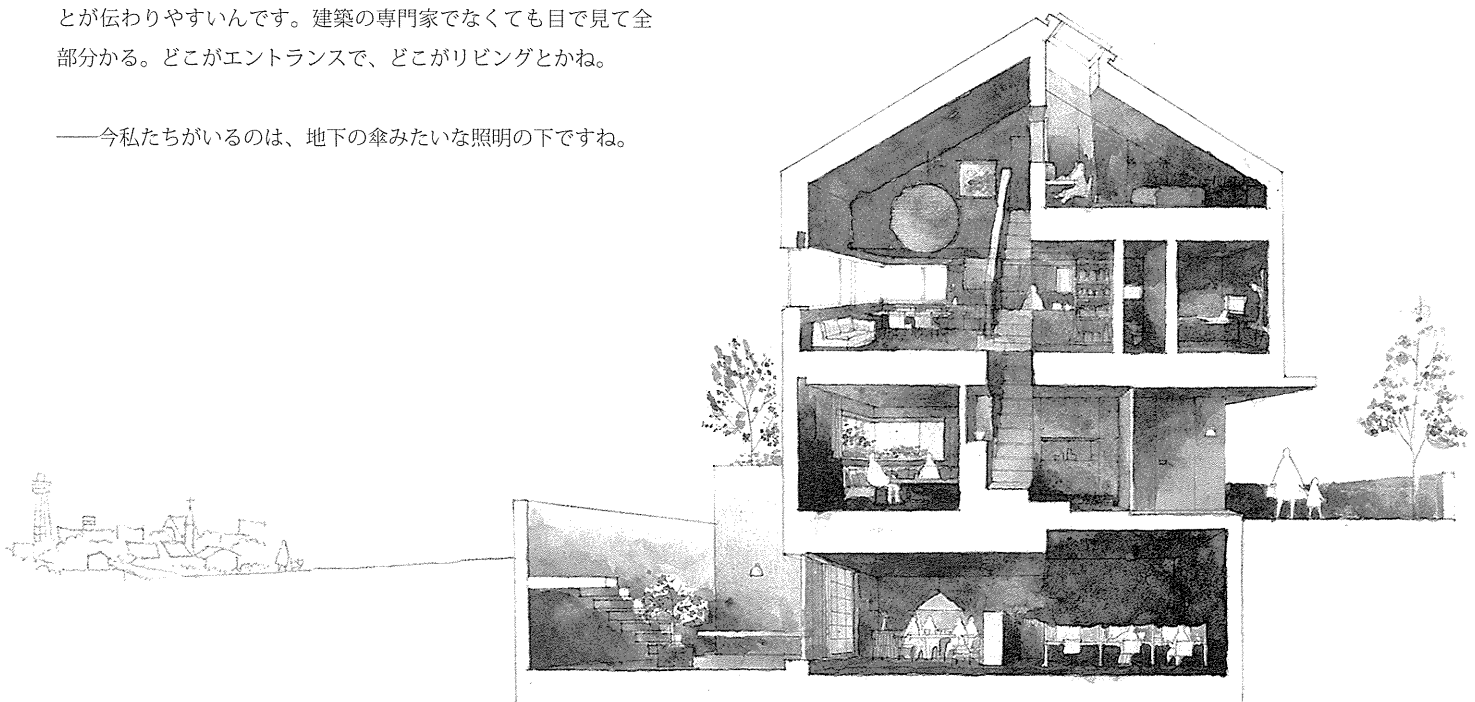 とが伝わりやすいんです。建築の専門家でなくても目で見て全
部分かる。どこがエントランスで、どこがリビングとかね。
――今私たちがいるのは、地下の傘みたいな照明の下ですね。